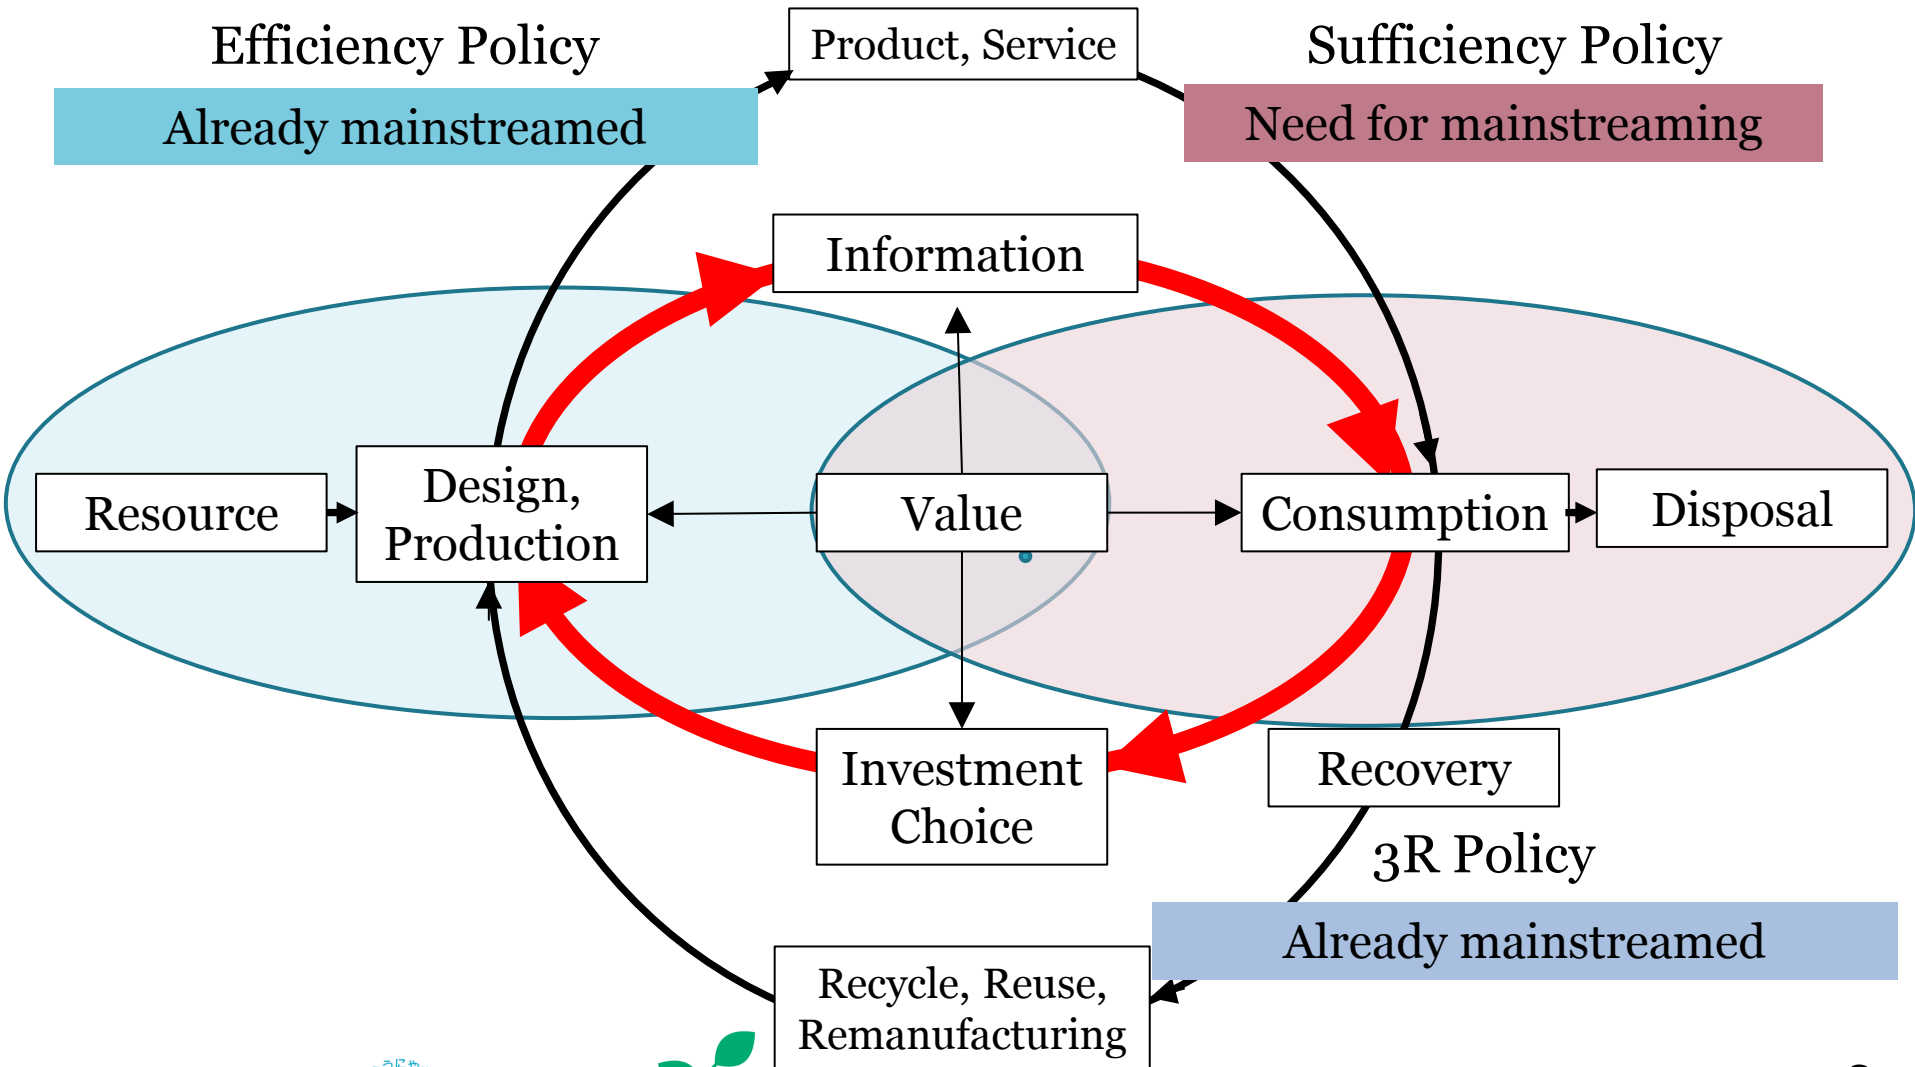 Efficiency Policy
Product, Service
Sufficiency Policy
Already mainstreamed
Need for mainstreaming
Information
Resource
Design,
Production
Value
Consumption
Disposal
Investment
Choice
Recovery
3R Policy
Already mainstreamed
Recycle, Reuse,
Remanufacturing